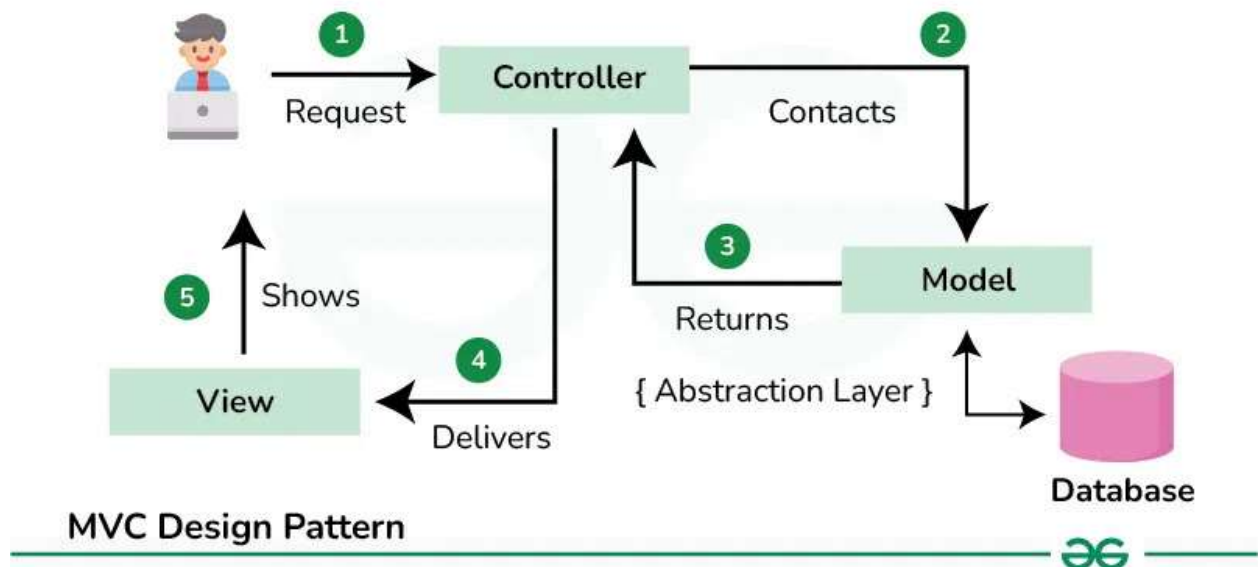 1
2
Controller
Request
Contacts
3
Model
5
Shows
Returns
4
{ Abstraction Layer }
View
Delivers
Database
MVC Design Pattern